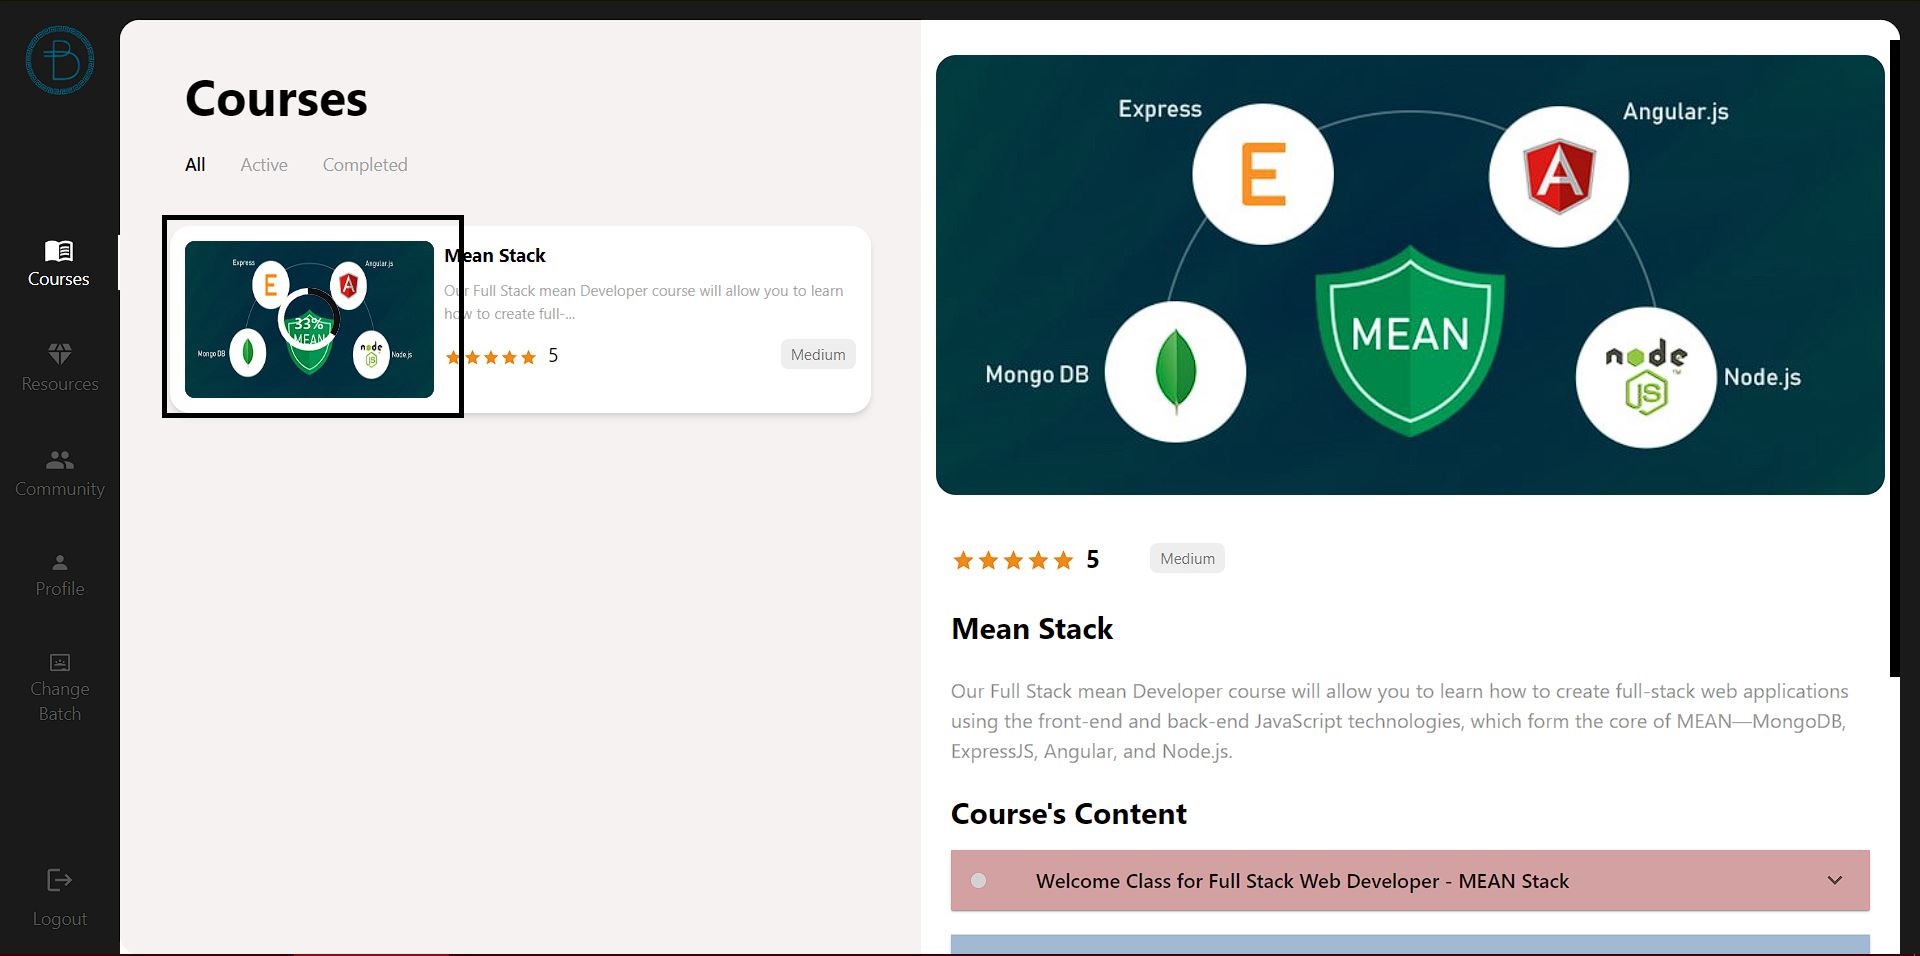 Courses
Resources
Community
Profile
Change
Batch
Logout
Courses
All Active Completed
Express
E
A
Angular.js
33%
MEAN
Mongo DB
node
JS
Node.js
Mean Stack
Our Full Stack mean Developer course will allow you to learn
how to create full-...
5
Medium
Express
E
A
Angular.js
MEAN
Mongo DB
node
JS
TM
Node.js
5
Medium
Mean Stack
Our Full Stack mean Developer course will allow you to learn how to create full-stack web applications
using the front-end and back-end JavaScript technologies, which form the core of MEAN—MongoDB,
ExpressJS, Angular, and Node.js.
Course's Content
Welcome Class for Full Stack Web Developer - MEAN Stack